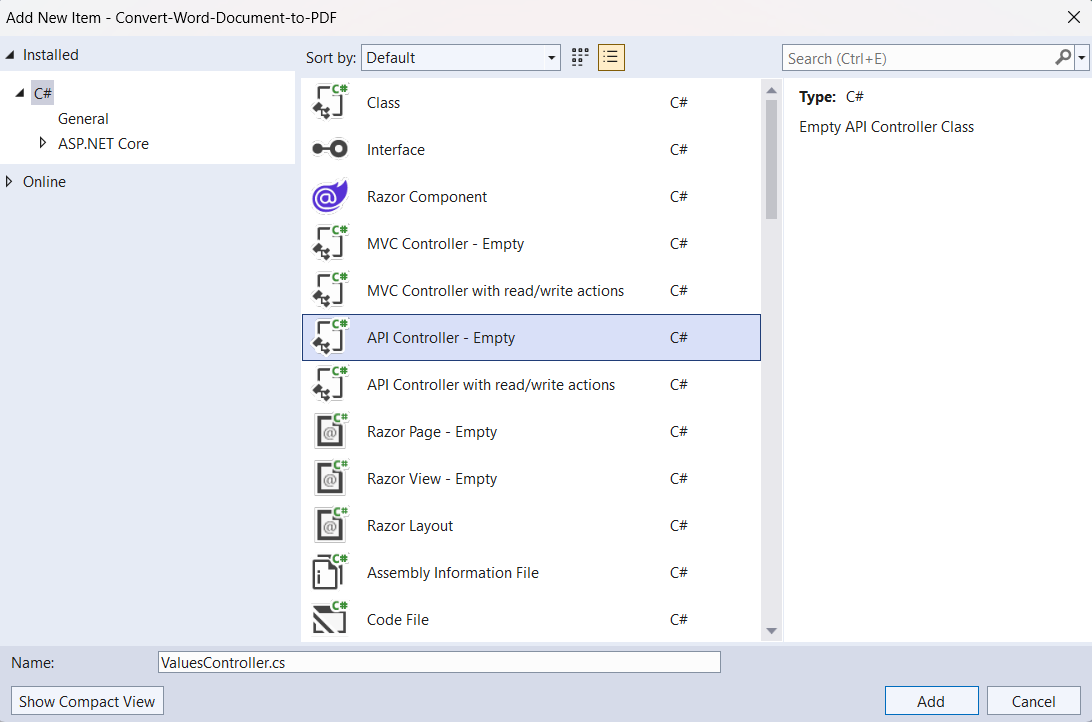 Add New Item - Convert-Word-Document-to-PDF
Installed
C#
General
ASP.NET Core
Online
Sort by: Default
Search (Ctrl+E)
C# Class C#
Interface C#
@ Razor Component C#
C# MVC Controller - Empty C#
C# MVC Controller with read/write actions C#
C# API Controller - Empty C#
C# API Controller with read/write actions C#
C# @ Razor Page - Empty C#
C# @ Razor View - Empty C#
C# @ Razor Layout C#
C# Assembly Information File C#
C# Code File C#
Type: C#
Empty API Controller Class
Name: ValuesController.cs
Show Compact View Add Cancel